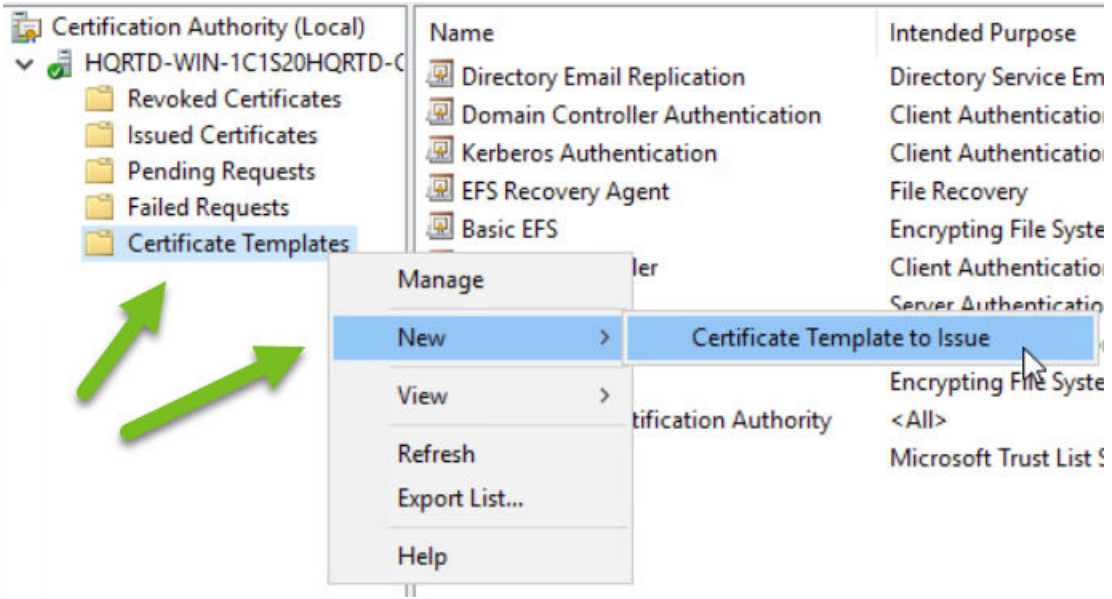 Certification Authority (Local)
HQRTD-WIN-1C1S20HQRTD-C
Revoked Certificates
Issued Certificates
Pending Requests
Failed Requests
Certificate Templates
Name
Intended Purpose
Directory Email Replication
Directory Service Em
Domain Controller Authentication
Client Authentication
Kerberos Authentication
Client Authentication
EFS Recovery Agent
File Recovery
Basic EFS
Encrypting File Syste
ler
Client Authentication
Server Authenticatio
Encrypting File Syste
tification Authority
<All>
Microsoft Trust List S
Manage
New
Certificate Template to Issue
View
Refresh
Export List...
Help